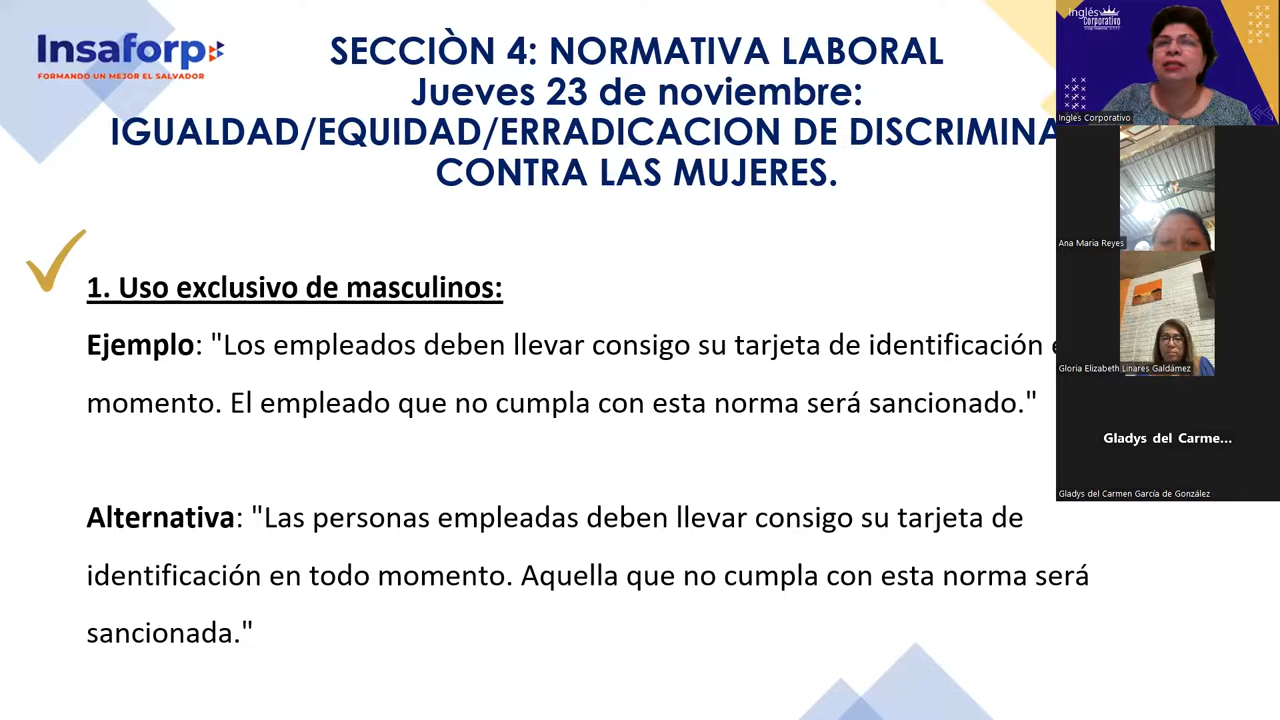 Insaforp
FORMANDO UN MEJOR EL SALVADOR
SECCIÒN 4: NORMATIVA LABORAL
Jueves 23 de noviembre:
IGUALDAD/EQUIDAD/ERRADICACION DE DISCRIMINA
CONTRA LAS MUJERES.
1. Uso exclusivo de masculinos:
Ejemplo: "Los empleados deben llevar consigo su tarjeta de identificación
momento. El empleado que no cumpla con esta norma será sancionado."
Alternativa: "Las personas empleadas deben llevar consigo su tarjeta de
identificación en todo momento. Aquella que no cumpla con esta norma será
sancionada."
Inglés
Corporativo
Inglés Corporativo
Ana Maria Reyes
Gloria Elizabeth Linares Galdámez
Gladys del Carme...
Gladys del Carmen García de González